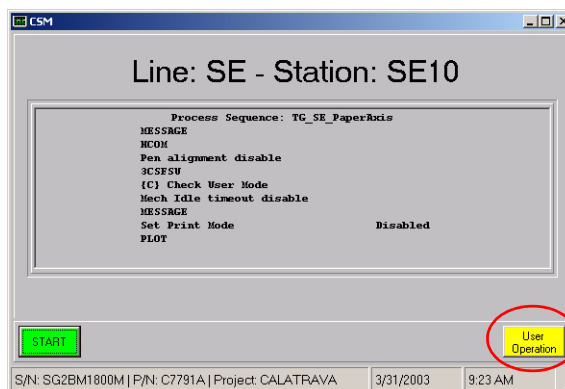 CSM
Line: SE - Station: SE10
Process Sequence: TG_SE_PaperAxis
MESSAGE
HCOM
Pen alignment disable
3CSFSU
{C} Check User Mode
Mech Idle timeout disable
MESSAGE
Set Print Mode Disabled
PLOT
START
User
Operation
S/N: SG2BM1800M | P/N: C7791A | Project: CALATRAVA 3/31/2003 9:23 AM